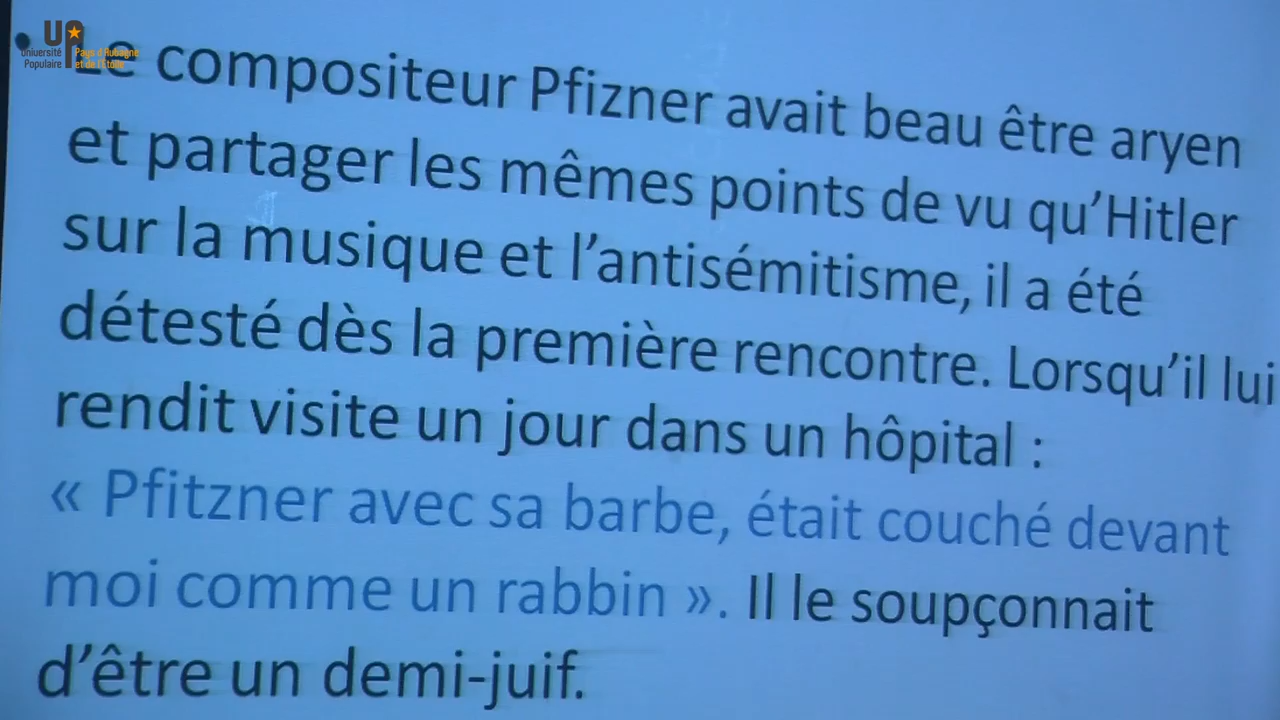 UP
Université
Populaire
Pays d'Aubagne
et de l'Étoile
• Le compositeur Pfizner avait beau être aryen
et partager les mêmes points de vu qu'Hitler
sur la musique et l'antisémitisme, il a été
détesté dès la première rencontre. Lorsqu'il lui
rendit visite un jour dans un hôpital :
« Pfitzner avec sa barbe, était couché devant
moi comme un rabbin ». Il le soupçonnait
d'être un demi-juif.